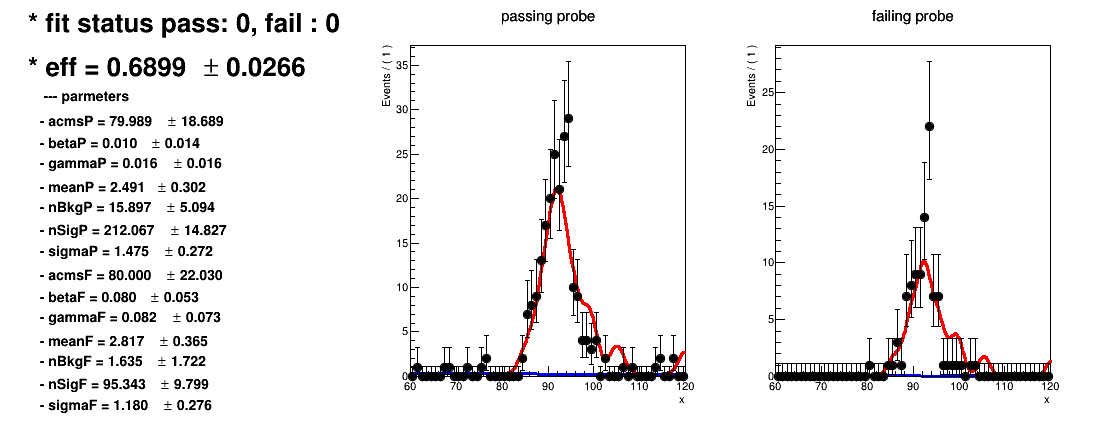 * fit status pass: 0, fail : 0
* eff = 0.6899 ± 0.0266
--- parmeters
- acmsP = 79.989 ± 18.689
- betaP = 0.010 ± 0.014
- gammaP = 0.016 ± 0.016
- meanP = 2.491 ± 0.302
- nBkgP = 15.897 ± 5.094
- nSigP = 212.067 ± 14.827
- sigmaP = 1.475 ± 0.272
- acmsF = 80.000 ± 22.030
- betaF = 0.080 ± 0.053
- gammaF = 0.082 ± 0.073
- meanF = 2.817 ± 0.365
- nBkgF = 1.635 ± 1.722
- nSigF = 95.343 ± 9.799
- sigmaF = 1.180 ± 0.276
passing probe
Events / ( 1 )
35
30
25
20
15
10
5
0
60 70 80 90 100 110 120
x
failing probe
Events / ( 1 )
25
20
15
10
5
0
60 70 80 90 100 110 120
x